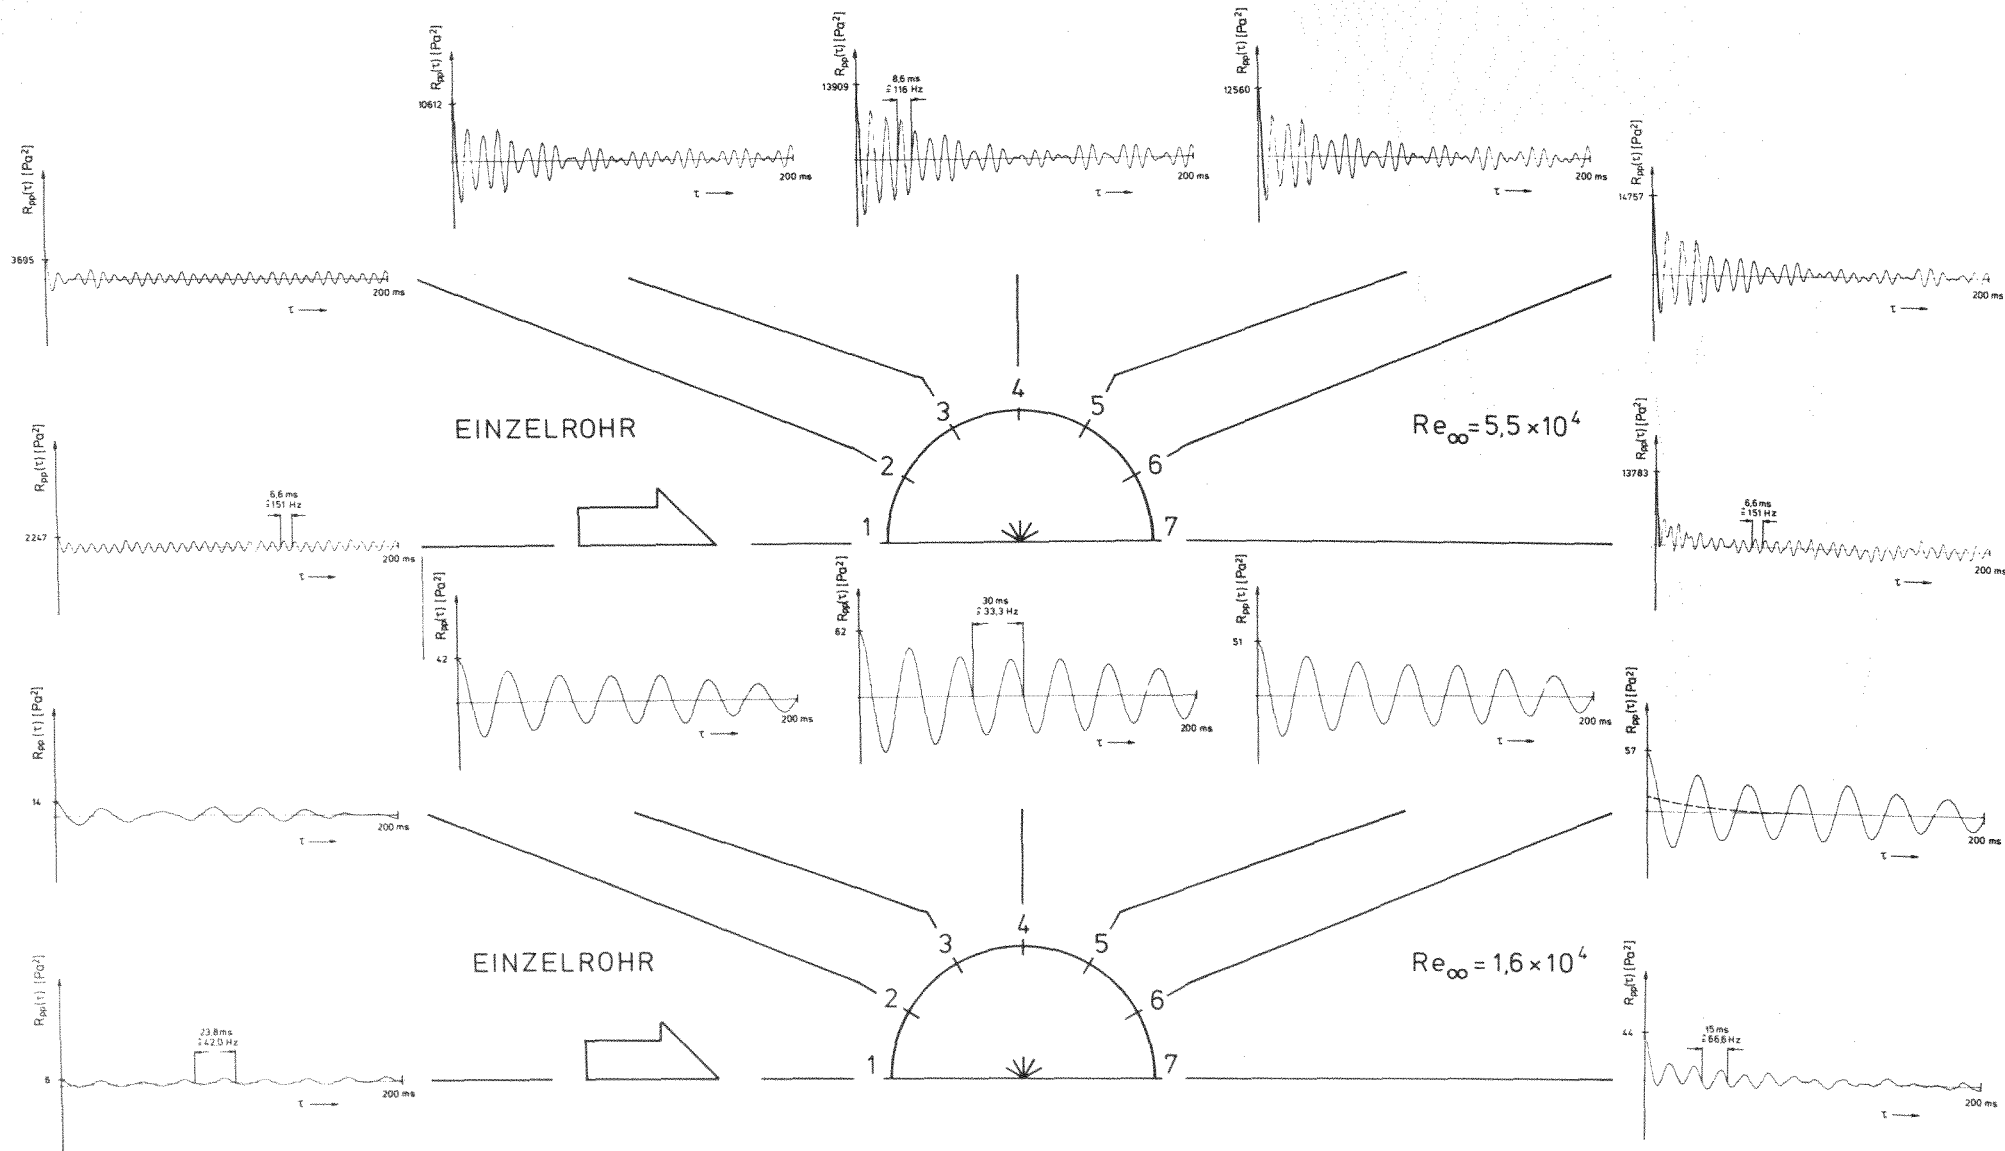 R_pp(τ) [Pa²]
10612
200 ms
τ
R_pp(τ) [Pa²]
13909
8,6 ms
≙ 116 Hz
200 ms
τ
R_pp(τ) [Pa²]
12560
200 ms
τ
R_pp(τ) [Pa²]
3695
200 ms
τ
R_pp(τ) [Pa²]
14757
200 ms
τ
EINZELROHR
Re∞ = 5,5 × 10⁴
1
2
3
4
5
6
7
R_pp(τ) [Pa²]
2247
6,6 ms
≙ 151 Hz
200 ms
τ
R_pp(τ) [Pa²]
13783
6,6 ms
≙ 151 Hz
200 ms
τ
R_pp(τ) [Pa²]
42
200 ms
τ
R_pp(τ) [Pa²]
62
30 ms
≙ 33,3 Hz
200 ms
τ
R_pp(τ) [Pa²]
51
200 ms
τ
R_pp(τ) [Pa²]
14
200 ms
τ
R_pp(τ) [Pa²]
57
200 ms
τ
EINZELROHR
Re∞ = 1,6 × 10⁴
1
2
3
4
5
6
7
R_pp(τ) [Pa²]
6
23,8 ms
≙ 42,0 Hz
200 ms
τ
R_pp(τ) [Pa²]
44
15 ms
≙ 66,6 Hz
200 ms
τ